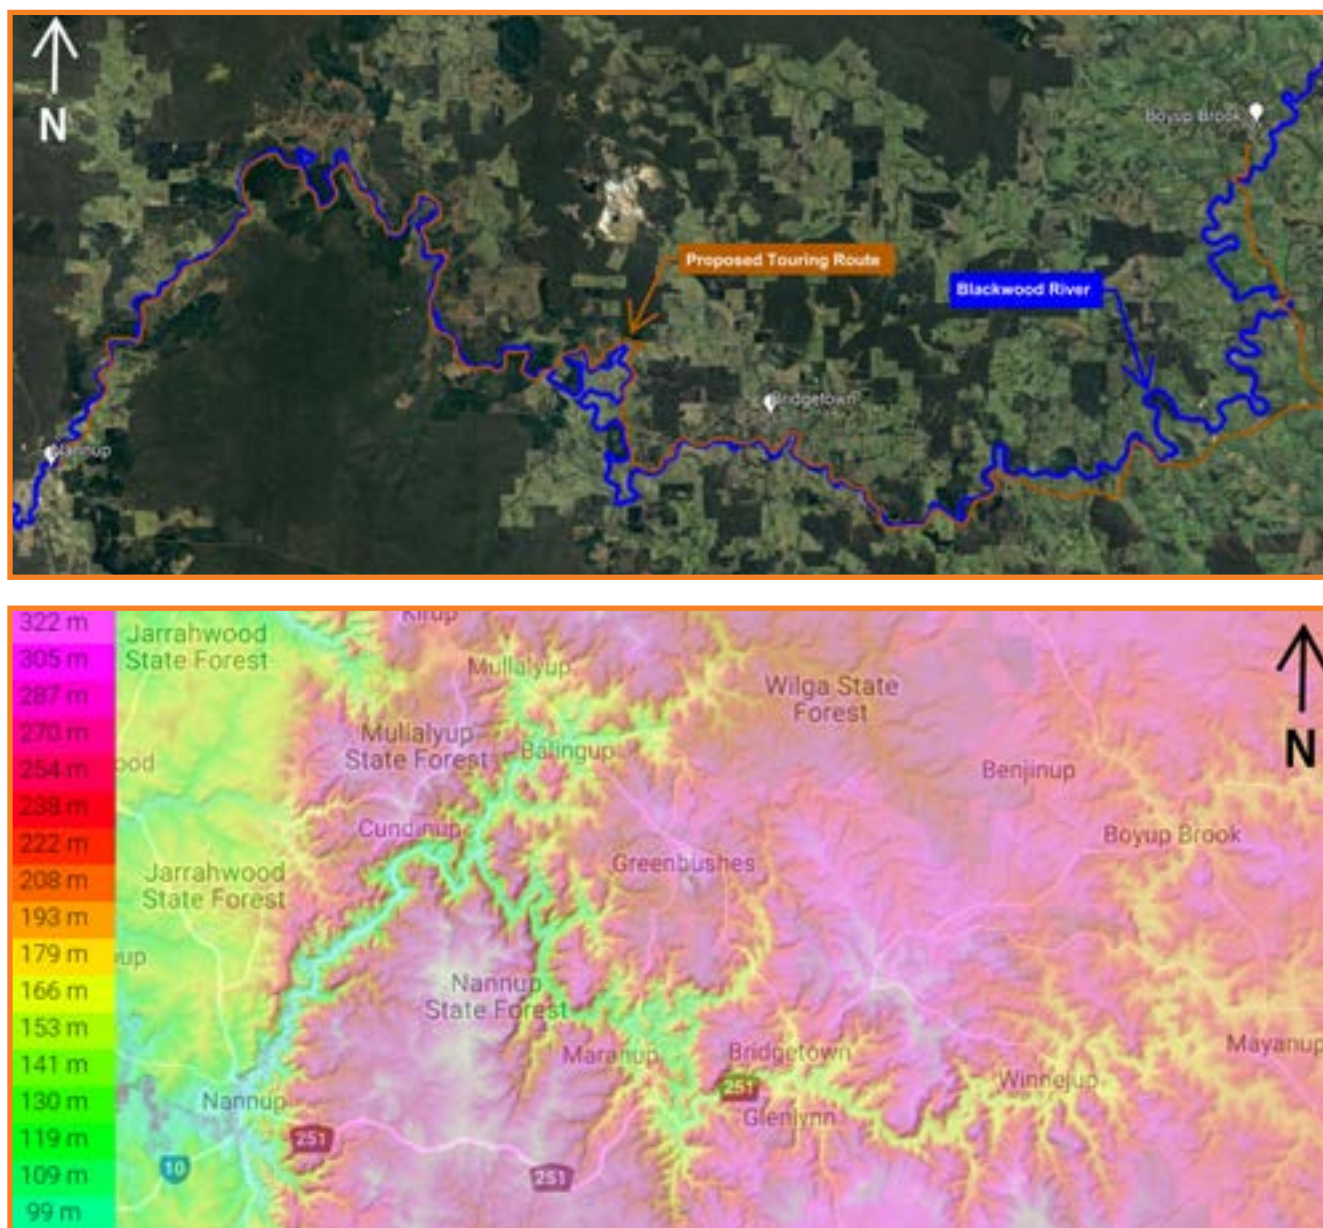 N
Boyup Brook
Proposed Touring Route
Blackwood River
Bridgetown
Nannup
322 m
305 m
287 m
270 m
254 m
238 m
222 m
208 m
193 m
179 m
166 m
153 m
141 m
130 m
119 m
109 m
99 m
Kirup
Jarrahwood
State Forest
Mullalyup
Wilga State
Forest
N
Mullalyup
State Forest
Balingup
Benjinup
Cundinup
Boyup Brook
Greenbushes
Jarrahwood
State Forest
Nannup
State Forest
Maranup
Bridgetown
Mayanup
Winnejup
251
Nannup
Glenlynn
251
10
251